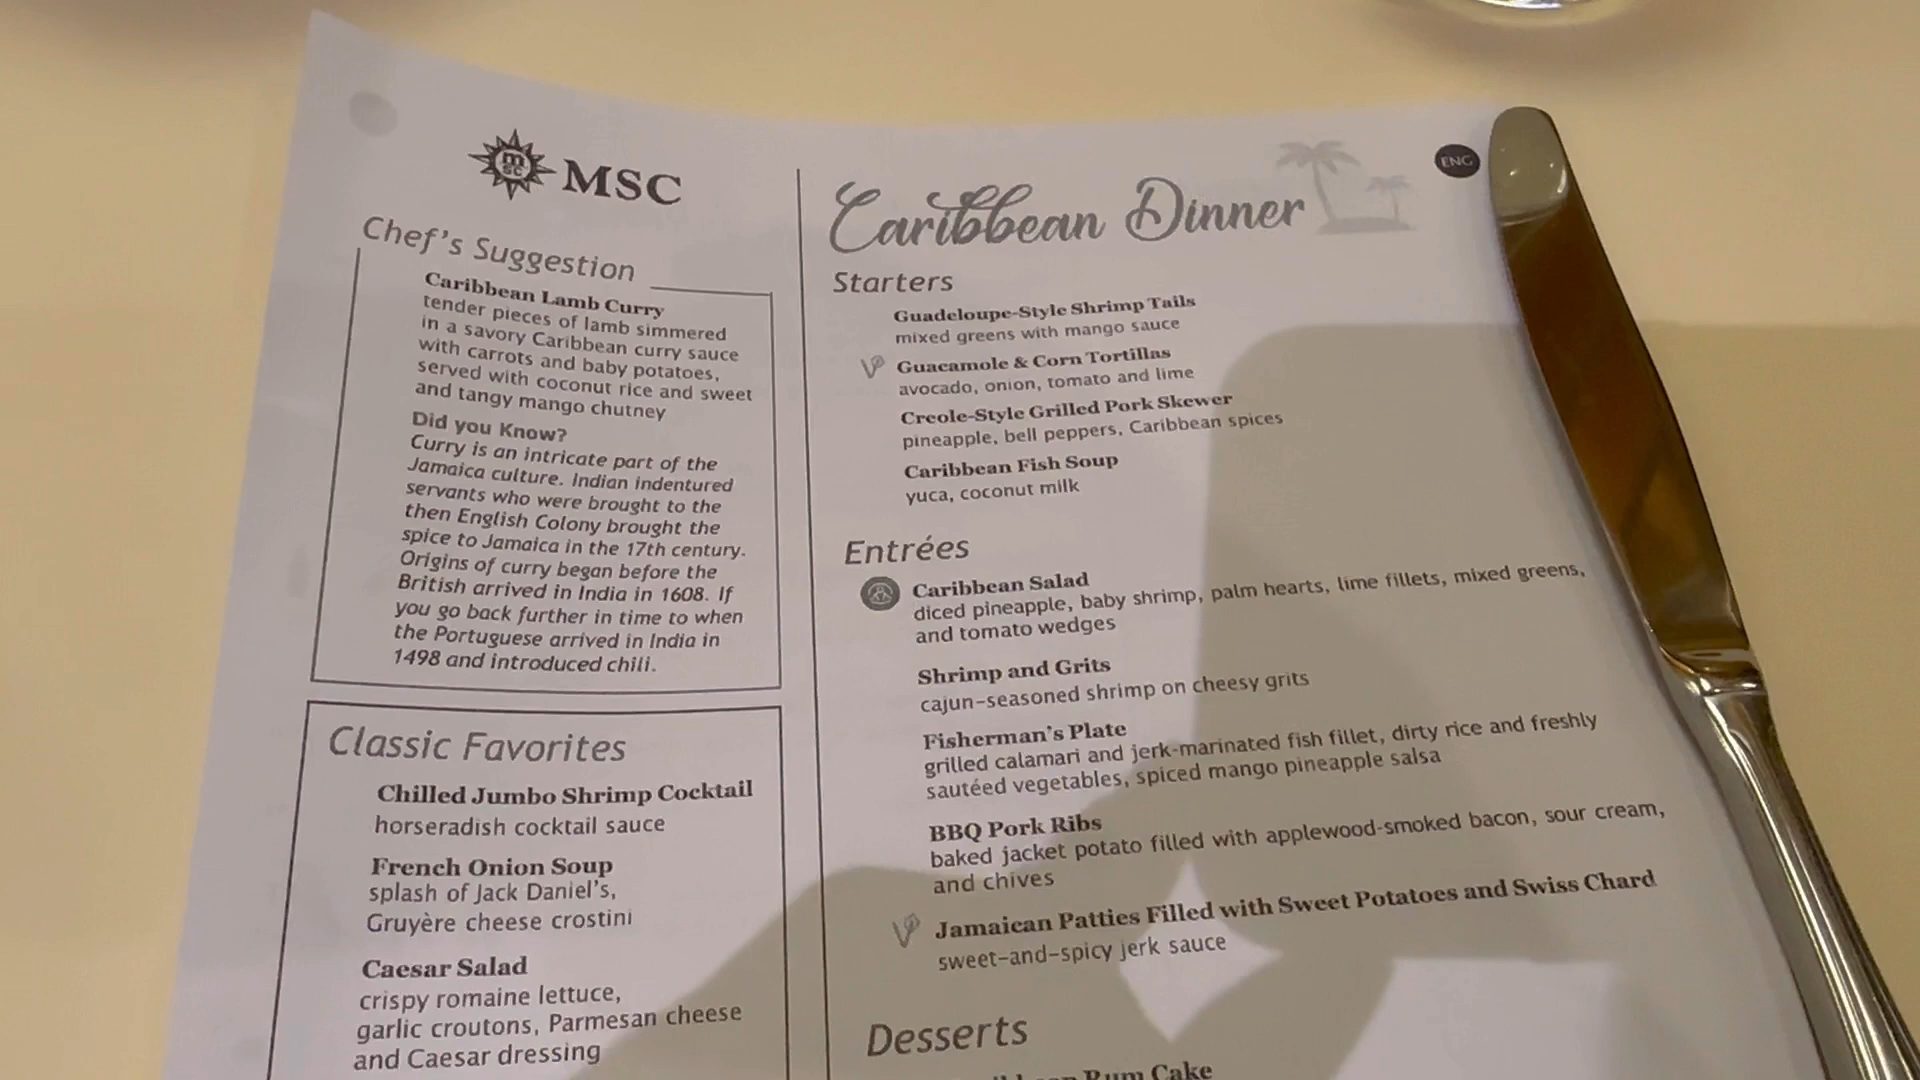 m
sc
MSC
Chef's Suggestion
Caribbean Lamb Curry
tender pieces of lamb simmered
in a savory Caribbean curry sauce
with carrots and baby potatoes,
served with coconut rice and sweet
and tangy mango chutney
Did you Know?
Curry is an intricate part of the
Jamaica culture. Indian indentured
servants who were brought to the
then English Colony brought the
spice to Jamaica in the 17th century.
Origins of curry began before the
British arrived in India in 1608. If
you go back further in time to when
the Portuguese arrived in India in
1498 and introduced chili.
Classic Favorites
Chilled Jumbo Shrimp Cocktail
horseradish cocktail sauce
French Onion Soup
splash of Jack Daniel's,
Gruyère cheese crostini
Caesar Salad
crispy romaine lettuce,
garlic croutons, Parmesan cheese
and Caesar dressing
ENG
Caribbean Dinner
Starters
Guadeloupe-Style Shrimp Tails
mixed greens with mango sauce
Guacamole & Corn Tortillas
avocado, onion, tomato and lime
Creole-Style Grilled Pork Skewer
pineapple, bell peppers, Caribbean spices
Caribbean Fish Soup
yuca, coconut milk
Entrées
Caribbean Salad
diced pineapple, baby shrimp, palm hearts, lime fillets, mixed greens,
and tomato wedges
Shrimp and Grits
cajun-seasoned shrimp on cheesy grits
Fisherman's Plate
grilled calamari and jerk-marinated fish fillet, dirty rice and freshly
sautéed vegetables, spiced mango pineapple salsa
BBQ Pork Ribs
baked jacket potato filled with applewood-smoked bacon, sour cream,
and chives
Jamaican Patties Filled with Sweet Potatoes and Swiss Chard
sweet-and-spicy jerk sauce
Desserts
Rum Cake